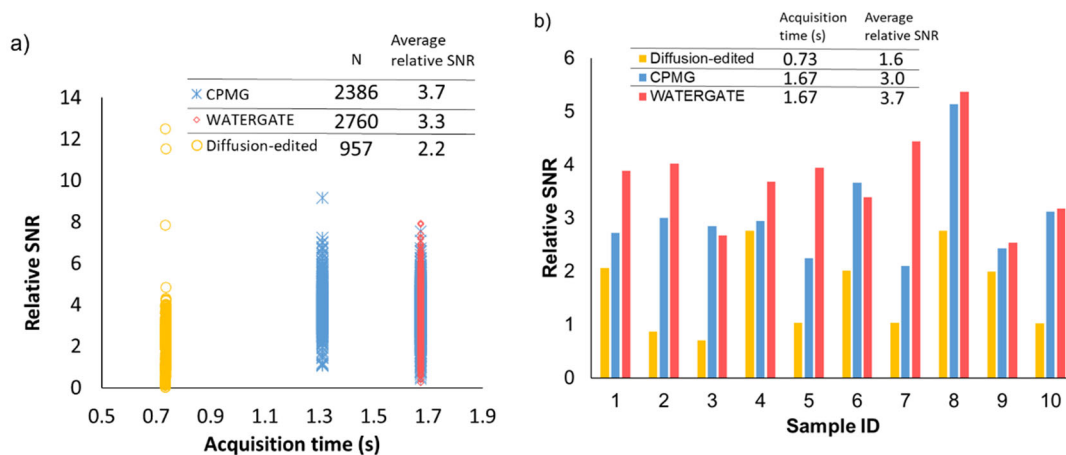 a)
N
Average
relative SNR
CPMG 2386 3.7
WATERGATE 2760 3.3
Diffusion-edited 957 2.2
14
12
10
8
6
4
2
0
Relative SNR
0.5 0.7 0.9 1.1 1.3 1.5 1.7 1.9
Acquisition time (s)
b)
Acquisition
time (s)
Average
relative SNR
Diffusion-edited 0.73 1.6
CPMG 1.67 3.0
WATERGATE 1.67 3.7
6
5
4
3
2
1
0
Relative SNR
1 2 3 4 5 6 7 8 9 10
Sample ID